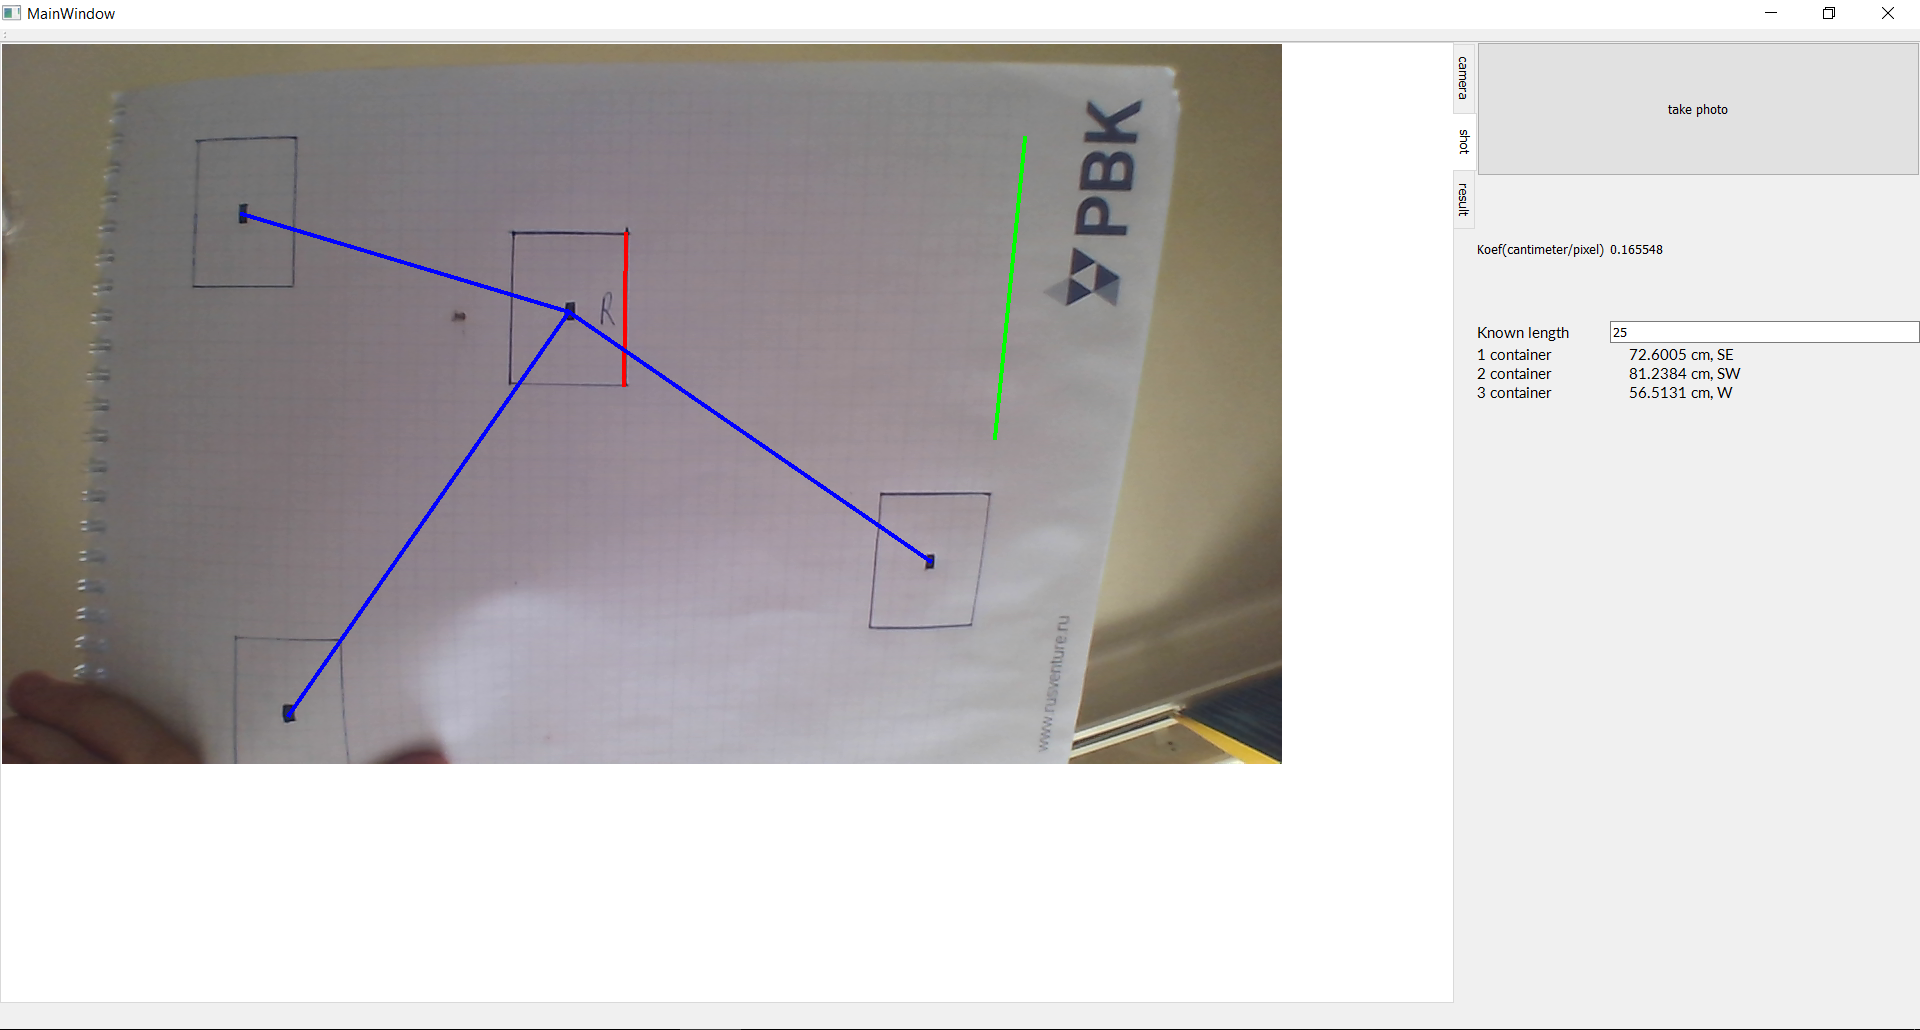 MainWindow
camera
shot
result
take photo
Koef(cantimeter/pixel) 0.165548
Known length 25
1 container 72.6005 cm, SE
2 container 81.2384 cm, SW
3 container 56.5131 cm, W
PBK
R
www.rusventure.ru